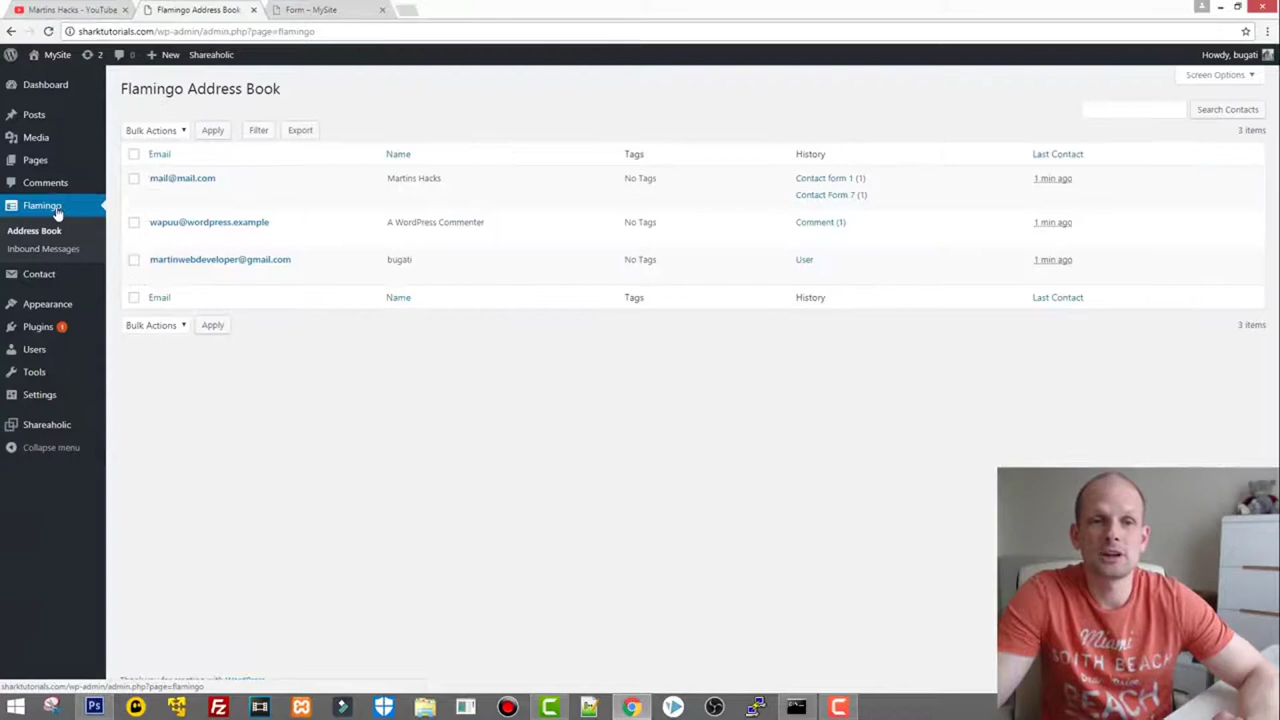 Martins Hacks - YouTube
Flamingo Address Book
Form – MySite
sharktutorials.com/wp-admin/admin.php?page=flamingo
MySite
2
0
New
Shareaholic
Howdy, bugati
Dashboard
Posts
Media
Pages
Comments
Flamingo
Address Book
Inbound Messages
Contact
Appearance
Plugins 1
Users
Tools
Settings
Shareaholic
Collapse menu
Flamingo Address Book
Screen Options
Search Contacts
Bulk Actions
Apply
Filter
Export
3 items
Email Name Tags History Last Contact
mail@mail.com Martins Hacks No Tags Contact form 1 (1) 1 min ago
Contact Form 7 (1)
wapuu@wordpress.example A WordPress Commenter No Tags Comment (1) 1 min ago
martinwebdeveloper@gmail.com bugati No Tags User 1 min ago
Email Name Tags History Last Contact
Bulk Actions
Apply
3 items
sharktutorials.com/wp-admin/admin.php?page=flamingo
Ps
Fz
C
C
Miami
SOUTH BEACH
BEACH